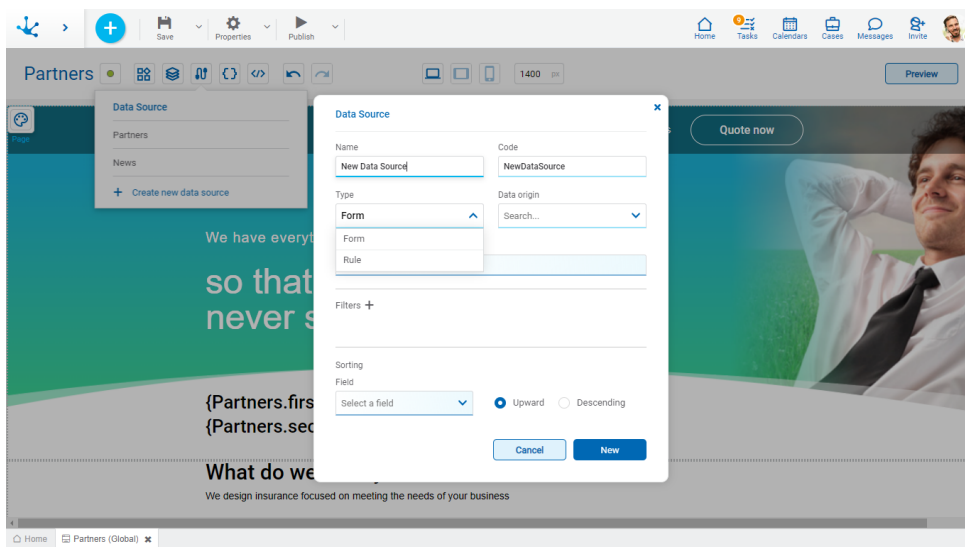 Save
Properties
Publish
Home
9
Tasks
Calendars
Cases
Messages
Invite
Partners
1400 px
Preview
Page
Data Source
Partners
News
+ Create new data source
Quote now
We have everyt
so that
never s
{Partners.firs
{Partners.sec
What do we
We design insurance focused on meeting the needs of your business
Data Source
Name
Code
New Data Source
NewDataSource
Type
Data origin
Form
Search...
Form
Rule
Filters +
Sorting
Field
Select a field
Upward
Descending
Cancel
New
Home
Partners (Global)